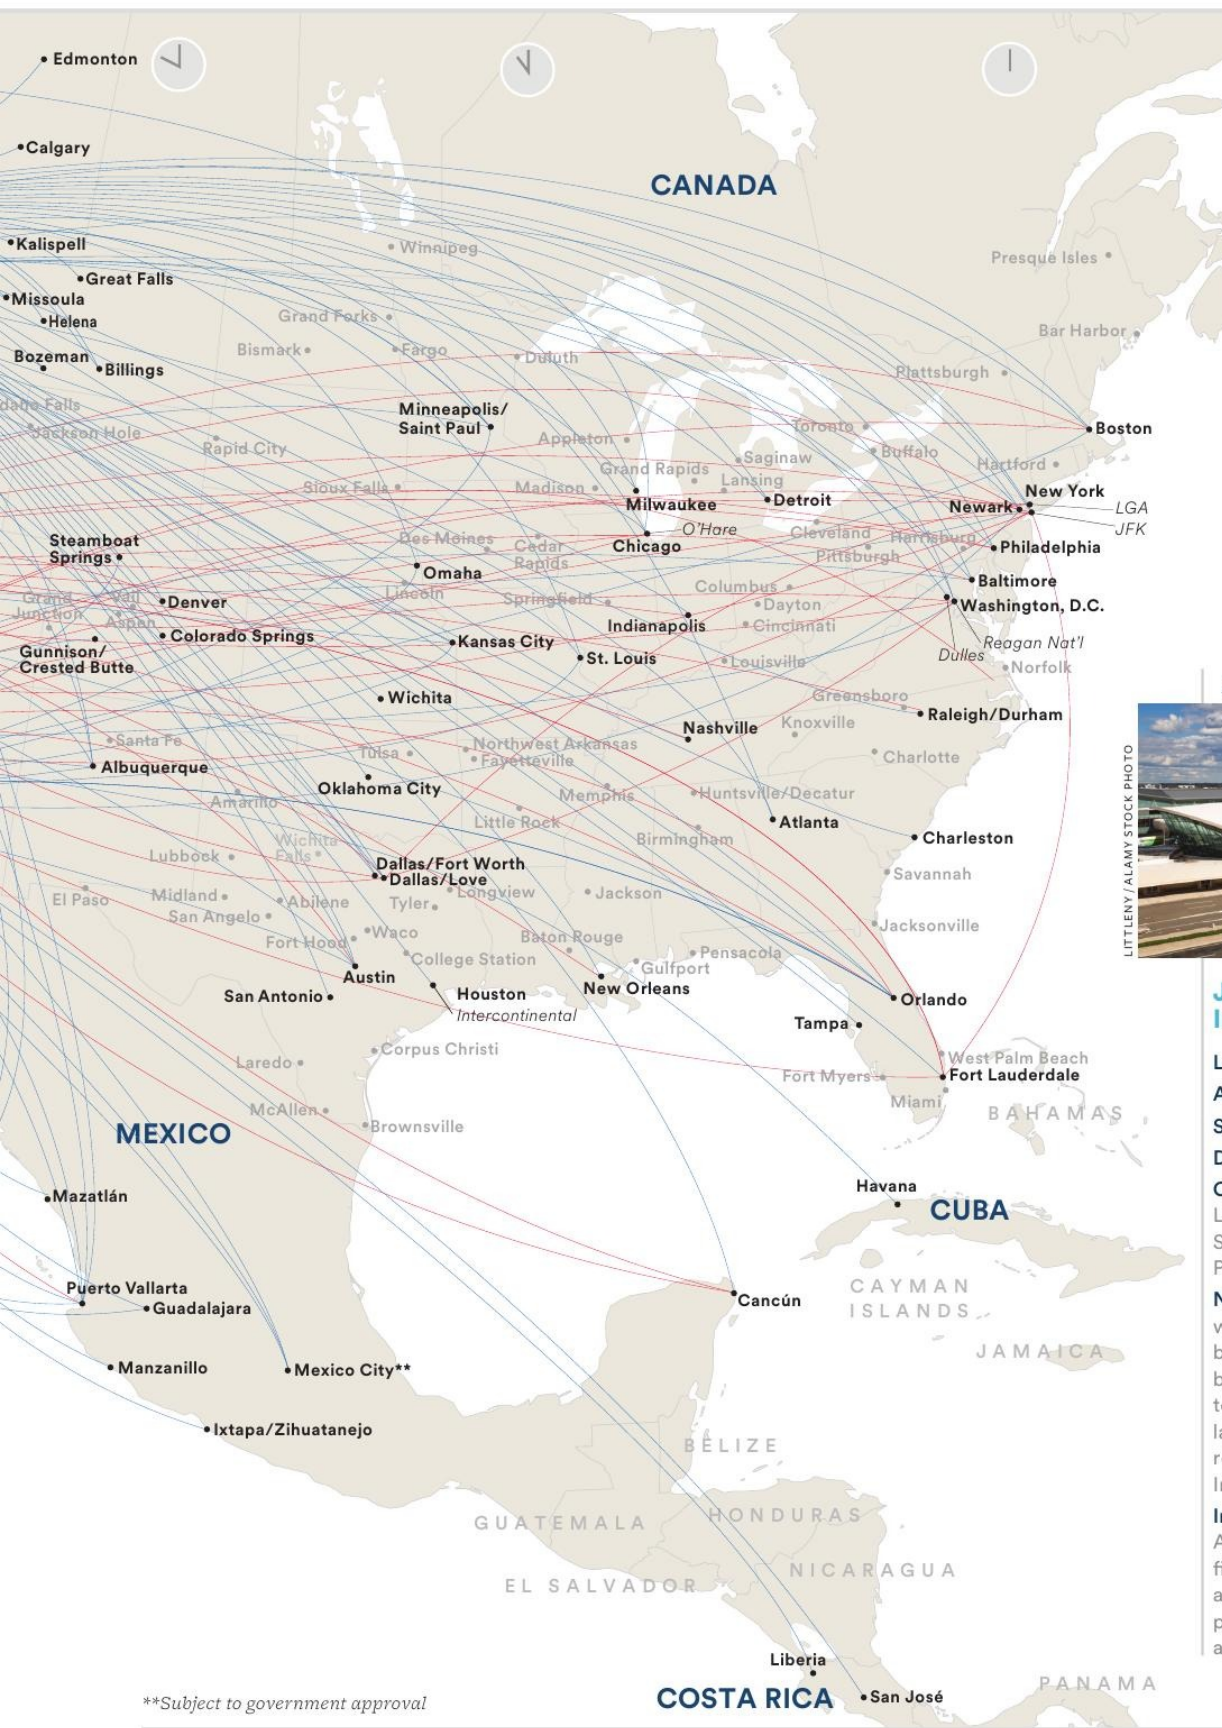 Edmonton
Calgary
CANADA
Kalispell
Winnipeg
Presque Isles
Great Falls
Missoula
Helena
Grand Forks
Bar Harbor
Bismark
Fargo
Bozeman
Billings
Duluth
Plattsburgh
daho Falls
Jackson Hole
Minneapolis/
Saint Paul
Rapid City
Appleton
Toronto
Boston
Buffalo
Saginaw
Hartford
Grand Rapids
Lansing
Sioux Falls
Madison
Milwaukee
Detroit
New York
Newark
LGA
JFK
O'Hare
Chicago
Cleveland
Harrisburg
Pittsburgh
Philadelphia
Steamboat
Springs
Des Moines
Cedar
Rapids
Omaha
Lincoln
Columbus
Baltimore
Grand
Junction
Vail
Aspen
Denver
Springfield
Dayton
Washington, D.C.
Colorado Springs
Indianapolis
Cincinnati
Reagan Nat'l
Dulles
Gunnison/
Crested Butte
Kansas City
St. Louis
Louisville
Norfolk
Wichita
Greensboro
Raleigh/Durham
Nashville
Knoxville
Santa Fe
Tulsa
Northwest Arkansas
Fayetteville
Charlotte
Albuquerque
Oklahoma City
Amarillo
Memphis
Huntsville/Decatur
Little Rock
Atlanta
Birmingham
Charleston
LITTLENY / ALAMY STOCK PHOTO
Wichita
Falls
Lubbock
Dallas/Fort Worth
Dallas/Love
Savannah
El Paso
Midland
Abilene
Longview
Tyler
Jackson
San Angelo
Fort Hood
Waco
Baton Rouge
Jacksonville
College Station
Pensacola
Gulfport
Austin
San Antonio
Houston
Intercontinental
New Orleans
Orlando
Tampa
Laredo
Corpus Christi
West Palm Beach
Fort Myers
Fort Lauderdale
Miami
BAHAMAS
McAllen
Brownsville
MEXICO
Mazatlán
Havana
CUBA
Puerto Vallarta
Guadalajara
Cancún
CAYMAN
ISLANDS
JAMAICA
Manzanillo
Mexico City**
Ixtapa/Zihuatanejo
BELIZE
GUATEMALA
HONDURAS
EL SALVADOR
NICARAGUA
Liberia
COSTA RICA
San José
PANAMA
**Subject to government approval